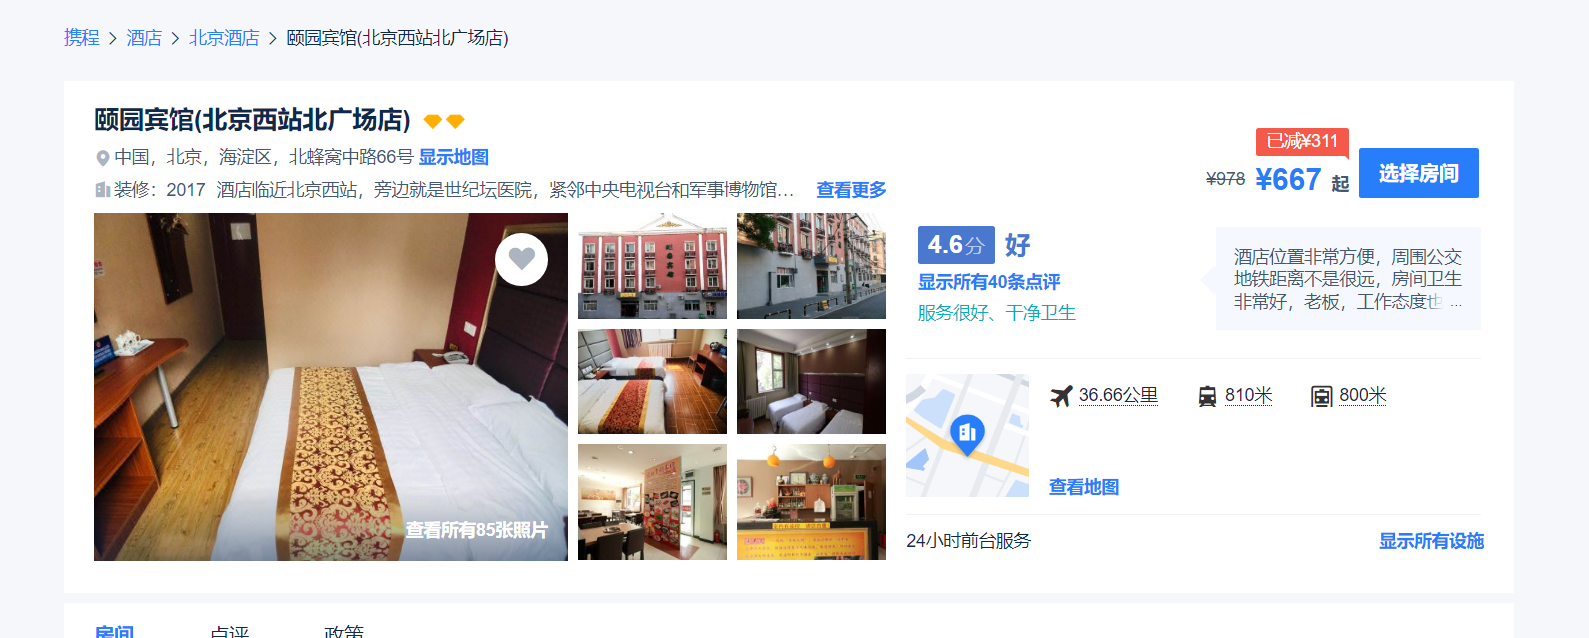 携程 > 酒店 > 北京酒店 > 颐园宾馆(北京西站北广场店)
颐园宾馆(北京西站北广场店)
中国，北京，海淀区，北蜂窝中路66号 显示地图
装修：2017 酒店临近北京西站，旁边就是世纪坛医院，紧邻中央电视台和军事博物馆… 查看更多
已减¥311
¥978 ¥667 起
选择房间
查看所有85张照片
4.6分 好
显示所有40条点评
服务很好、干净卫生
酒店位置非常方便，周围公交
地铁距离不是很远，房间卫生
非常好，老板，工作态度也 ...
36.66公里 810米 800米
查看地图
24小时前台服务
显示所有设施
房间 点评 政策